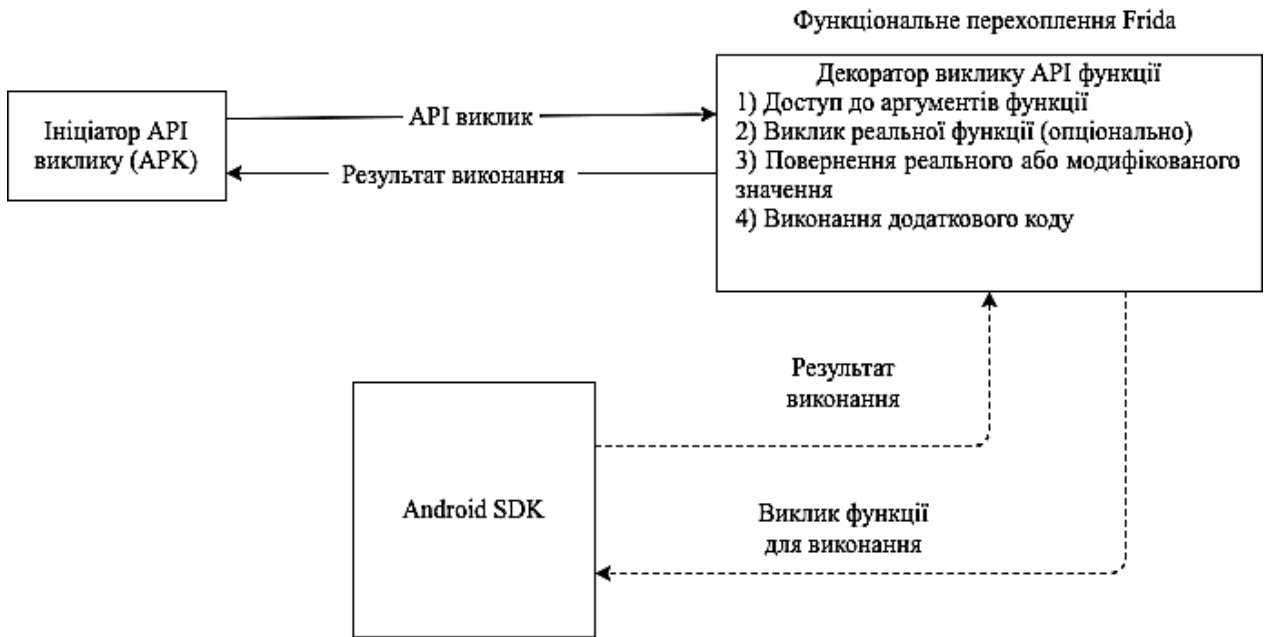 Функціональне перехоплення Frida
Декоратор виклику API функції
1) Доступ до аргументів функції
2) Виклик реальної функції (опціонально)
3) Повернення реального або модифікованого
значення
4) Виконання додаткового коду
Ініціатор API
виклику (APK)
API виклик
Результат виконання
Результат
виконання
Android SDK
Виклик функції
для виконання